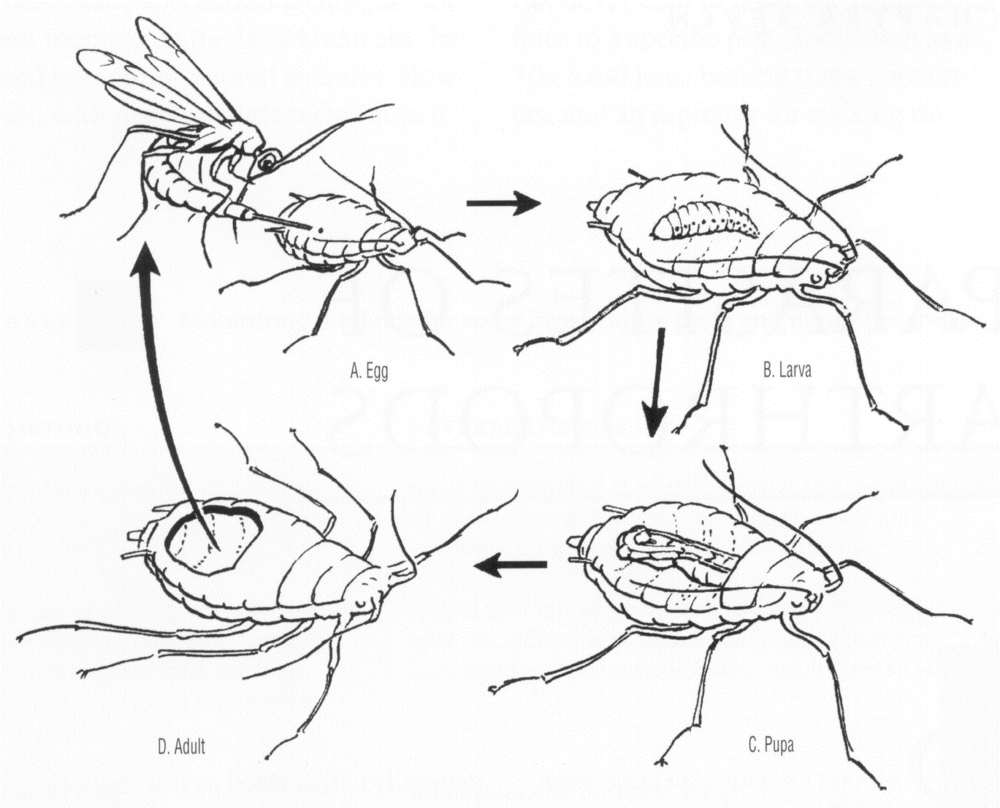 A. Egg
B. Larva
D. Adult
C. Pupa